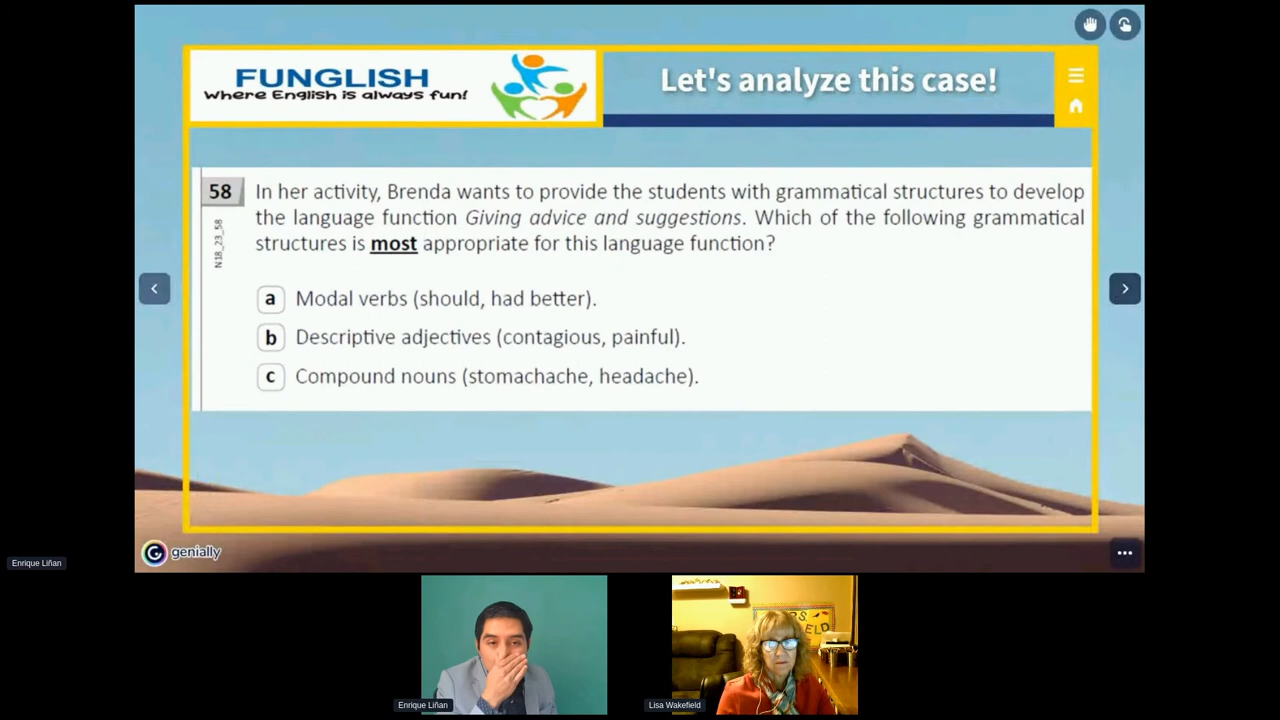 FUNGLISH
Where English is always fun!
Let's analyze this case!
58
N18_23_58
In her activity, Brenda wants to provide the students with grammatical structures to develop
the language function Giving advice and suggestions. Which of the following grammatical
structures is most appropriate for this language function?
a Modal verbs (should, had better).
b Descriptive adjectives (contagious, painful).
c Compound nouns (stomachache, headache).
genially
Enrique Liñan
Enrique Liñan
Lisa Wakefield